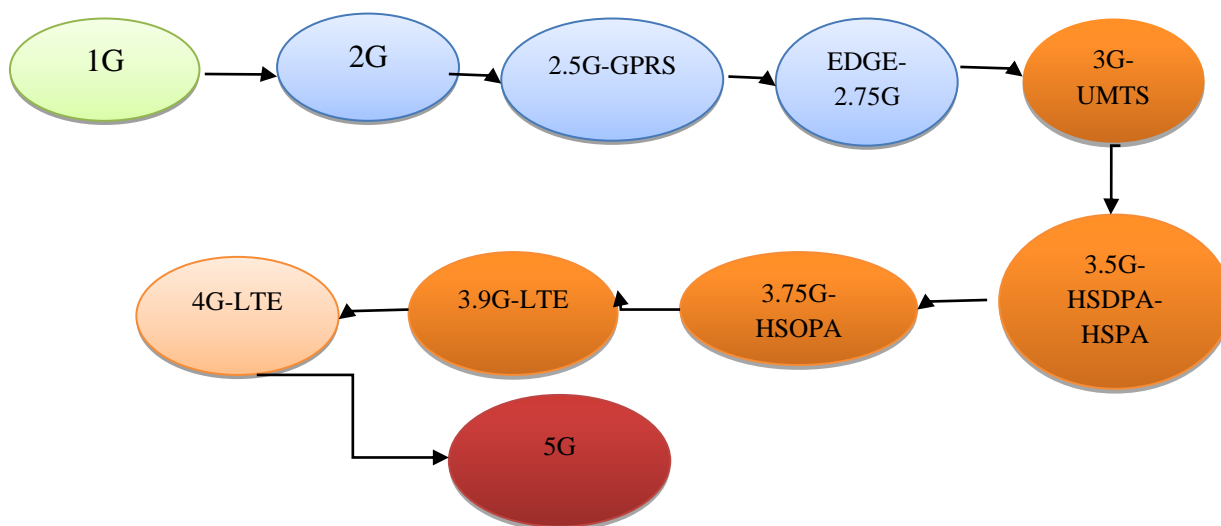 1G
2G
2.5G-GPRS
EDGE-
2.75G
3G-
UMTS
3.5G-
HSDPA-
HSPA
3.75G-
HSOPA
3.9G-LTE
4G-LTE
5G